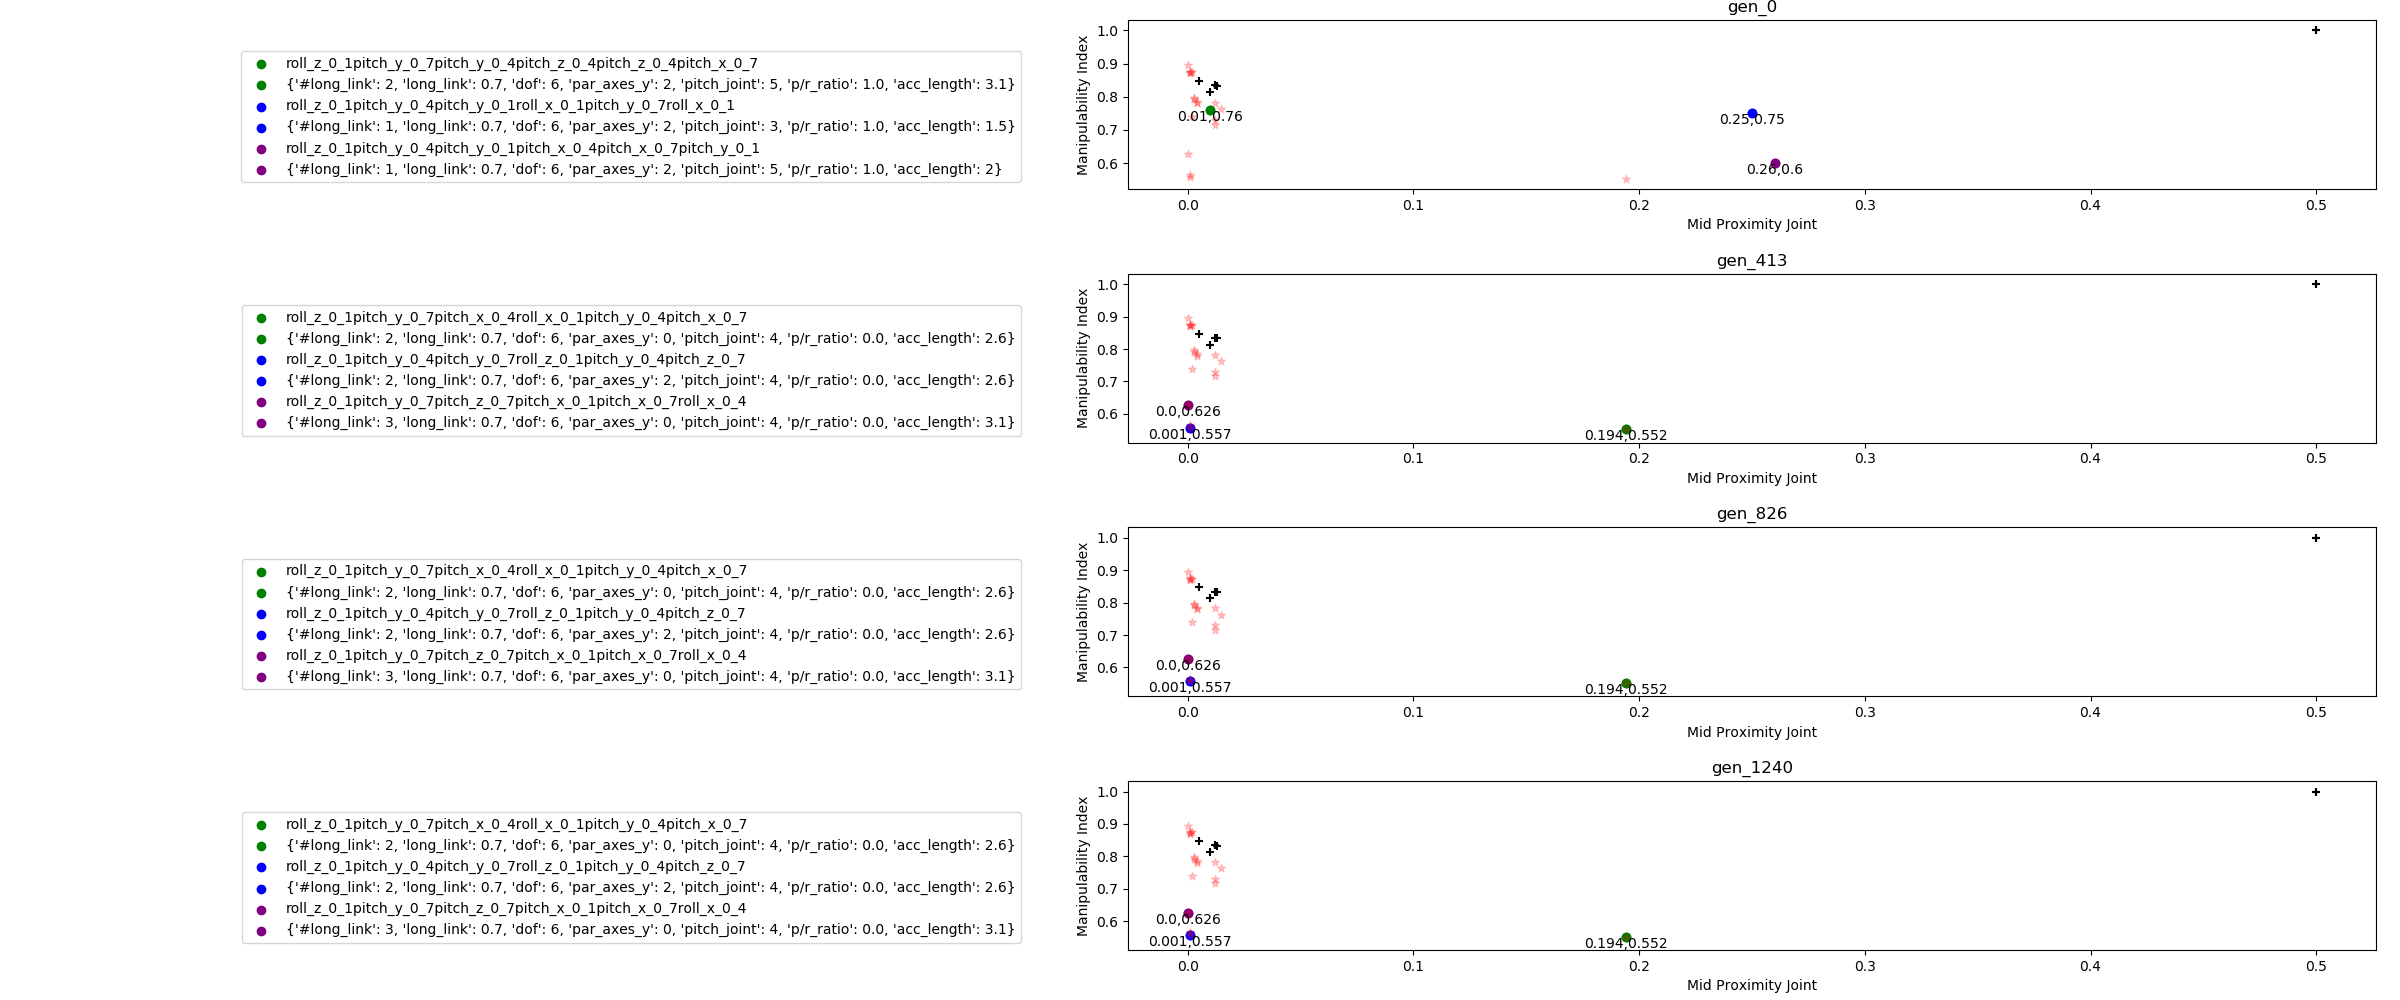 gen_0
roll_z_0_1pitch_y_0_7pitch_y_0_4pitch_z_0_4pitch_z_0_4pitch_x_0_7
{'#long_link': 2, 'long_link': 0.7, 'dof': 6, 'par_axes_y': 2, 'pitch_joint': 5, 'p/r_ratio': 1.0, 'acc_length': 3.1}
roll_z_0_1pitch_y_0_4pitch_y_0_1roll_x_0_1pitch_y_0_7roll_x_0_1
{'#long_link': 1, 'long_link': 0.7, 'dof': 6, 'par_axes_y': 2, 'pitch_joint': 3, 'p/r_ratio': 1.0, 'acc_length': 1.5}
roll_z_0_1pitch_y_0_4pitch_y_0_1pitch_x_0_4pitch_x_0_7pitch_y_0_1
{'#long_link': 1, 'long_link': 0.7, 'dof': 6, 'par_axes_y': 2, 'pitch_joint': 5, 'p/r_ratio': 1.0, 'acc_length': 2}
Manipulability Index
1.0
0.9
0.8
0.7
0.6
0.01,0.76
0.25,0.75
0.26,0.6
0.0 0.1 0.2 0.3 0.4 0.5
Mid Proximity Joint
gen_413
roll_z_0_1pitch_y_0_7pitch_x_0_4roll_x_0_1pitch_y_0_4pitch_x_0_7
{'#long_link': 2, 'long_link': 0.7, 'dof': 6, 'par_axes_y': 0, 'pitch_joint': 4, 'p/r_ratio': 0.0, 'acc_length': 2.6}
roll_z_0_1pitch_y_0_4pitch_y_0_7roll_z_0_1pitch_y_0_4pitch_z_0_7
{'#long_link': 2, 'long_link': 0.7, 'dof': 6, 'par_axes_y': 2, 'pitch_joint': 4, 'p/r_ratio': 0.0, 'acc_length': 2.6}
roll_z_0_1pitch_y_0_7pitch_z_0_7pitch_x_0_1pitch_x_0_7roll_x_0_4
{'#long_link': 3, 'long_link': 0.7, 'dof': 6, 'par_axes_y': 0, 'pitch_joint': 4, 'p/r_ratio': 0.0, 'acc_length': 3.1}
Manipulability Index
1.0
0.9
0.8
0.7
0.6
0.0,0.626
0.001,0.557
0.194,0.552
0.0 0.1 0.2 0.3 0.4 0.5
Mid Proximity Joint
gen_826
roll_z_0_1pitch_y_0_7pitch_x_0_4roll_x_0_1pitch_y_0_4pitch_x_0_7
{'#long_link': 2, 'long_link': 0.7, 'dof': 6, 'par_axes_y': 0, 'pitch_joint': 4, 'p/r_ratio': 0.0, 'acc_length': 2.6}
roll_z_0_1pitch_y_0_4pitch_y_0_7roll_z_0_1pitch_y_0_4pitch_z_0_7
{'#long_link': 2, 'long_link': 0.7, 'dof': 6, 'par_axes_y': 2, 'pitch_joint': 4, 'p/r_ratio': 0.0, 'acc_length': 2.6}
roll_z_0_1pitch_y_0_7pitch_z_0_7pitch_x_0_1pitch_x_0_7roll_x_0_4
{'#long_link': 3, 'long_link': 0.7, 'dof': 6, 'par_axes_y': 0, 'pitch_joint': 4, 'p/r_ratio': 0.0, 'acc_length': 3.1}
Manipulability Index
1.0
0.9
0.8
0.7
0.6
0.0,0.626
0.001,0.557
0.194,0.552
0.0 0.1 0.2 0.3 0.4 0.5
Mid Proximity Joint
gen_1240
roll_z_0_1pitch_y_0_7pitch_x_0_4roll_x_0_1pitch_y_0_4pitch_x_0_7
{'#long_link': 2, 'long_link': 0.7, 'dof': 6, 'par_axes_y': 0, 'pitch_joint': 4, 'p/r_ratio': 0.0, 'acc_length': 2.6}
roll_z_0_1pitch_y_0_4pitch_y_0_7roll_z_0_1pitch_y_0_4pitch_z_0_7
{'#long_link': 2, 'long_link': 0.7, 'dof': 6, 'par_axes_y': 2, 'pitch_joint': 4, 'p/r_ratio': 0.0, 'acc_length': 2.6}
roll_z_0_1pitch_y_0_7pitch_z_0_7pitch_x_0_1pitch_x_0_7roll_x_0_4
{'#long_link': 3, 'long_link': 0.7, 'dof': 6, 'par_axes_y': 0, 'pitch_joint': 4, 'p/r_ratio': 0.0, 'acc_length': 3.1}
Manipulability Index
1.0
0.9
0.8
0.7
0.6
0.0,0.626
0.001,0.557
0.194,0.552
0.0 0.1 0.2 0.3 0.4 0.5
Mid Proximity Joint